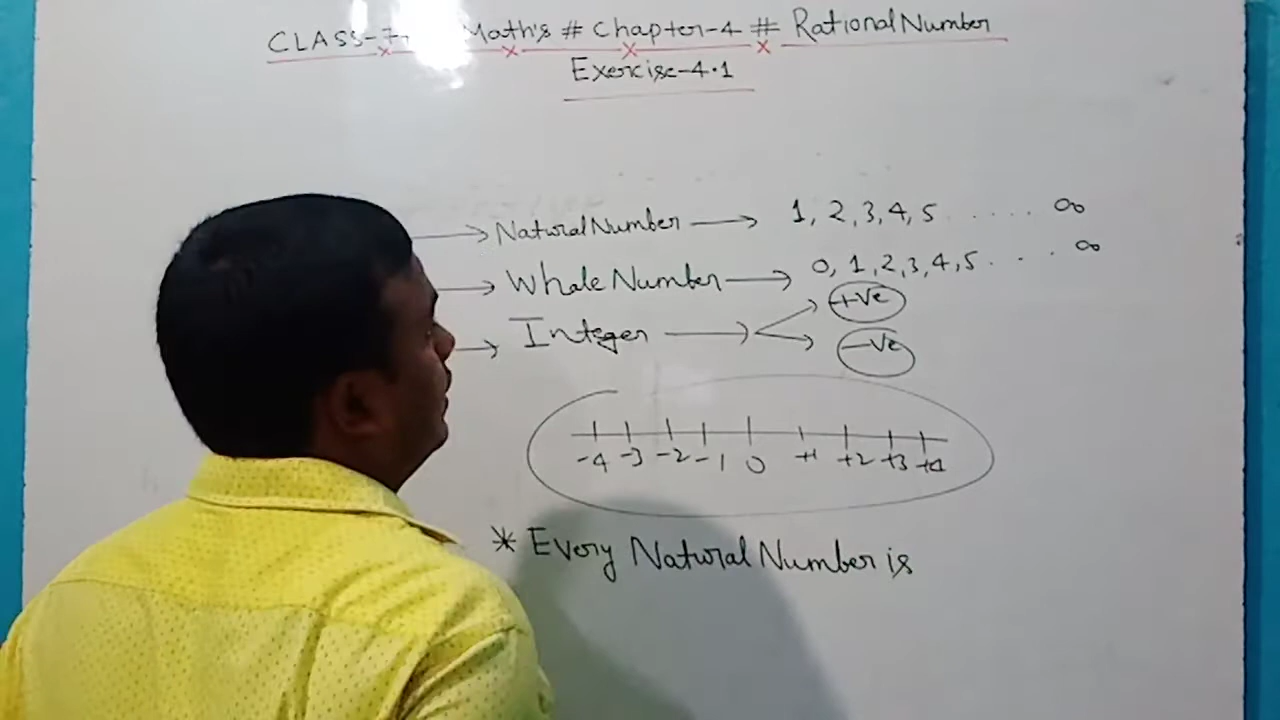 CLASS-7, Math's # Chapter-4 # Rational Number
Exercise-4.1
→ Natural Number → 1, 2, 3, 4, 5 ...... ∞
→ Whole Number → 0, 1, 2, 3, 4, 5 . . . ∞
→ Integer → +ve
-ve
-4 -3 -2 -1 0 +1 +2 +3 +4
* Every Natural Number is